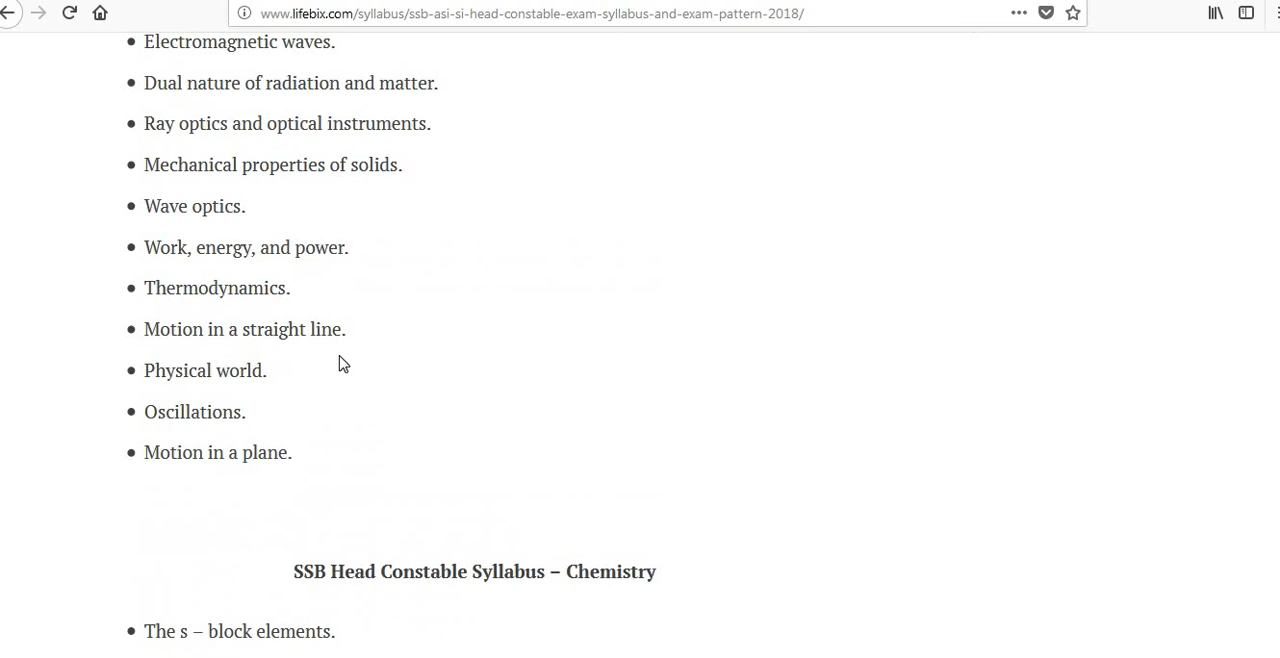 www.lifebix.com/syllabus/ssb-asi-si-head-constable-exam-syllabus-and-exam-pattern-2018/
• Electromagnetic waves.
• Dual nature of radiation and matter.
• Ray optics and optical instruments.
• Mechanical properties of solids.
• Wave optics.
• Work, energy, and power.
• Thermodynamics.
• Motion in a straight line.
• Physical world.
• Oscillations.
• Motion in a plane.
SSB Head Constable Syllabus – Chemistry
• The s – block elements.